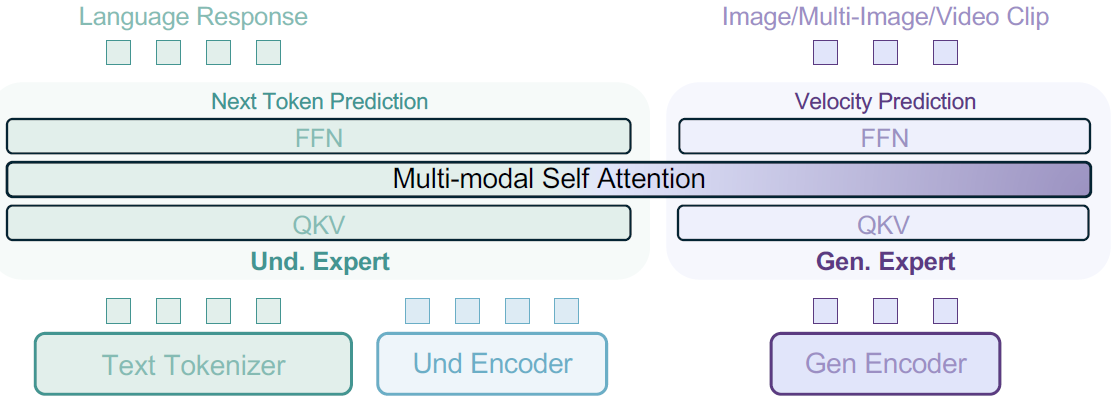 Language Response
Image/Multi-Image/Video Clip
Next Token Prediction
Velocity Prediction
FFN
FFN
Multi-modal Self Attention
QKV
QKV
Und. Expert
Gen. Expert
Text Tokenizer
Und Encoder
Gen Encoder